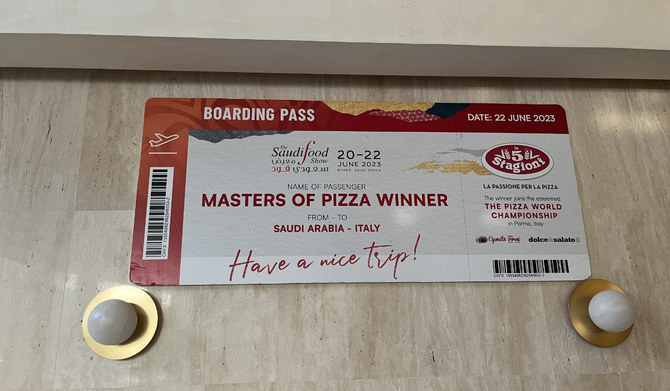 BOARDING PASS
DATE: 22 JUNE 2023
The
Saudi food
Show
سعودي فود
20-22
JUNE 2023
5
Stagioni
LA PASSIONE PER LA PIZZA
NAME OF PASSENGER
MASTERS OF PIZZA WINNER
FROM - TO
SAUDI ARABIA - ITALY
Have a nice trip!
The winner joins the esteemed
THE PIZZA WORLD
CHAMPIONSHIP
in Parma, Italy
dolce&salato